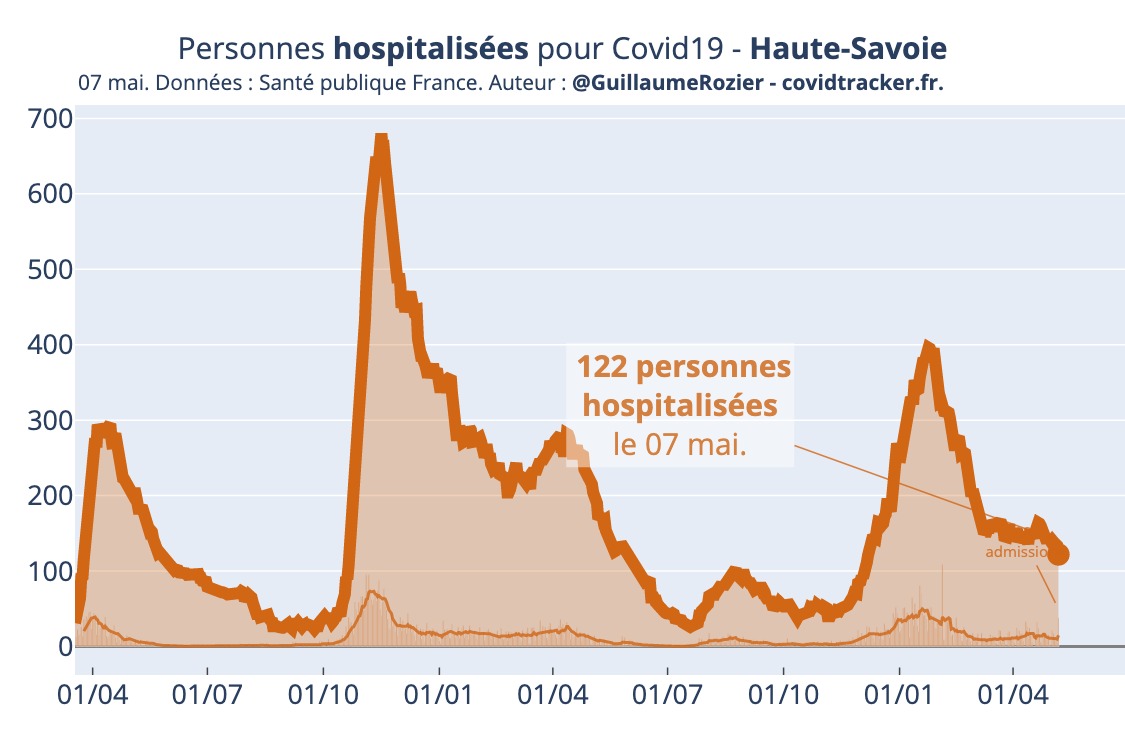 Personnes hospitalisées pour Covid19 - Haute-Savoie
07 mai. Données : Santé publique France. Auteur : @GuillaumeRozier - covidtracker.fr.
700
600
500
400
300
200
100
0
122 personnes
hospitalisées
le 07 mai.
admissio
01/04 01/07 01/10 01/01 01/04 01/07 01/10 01/01 01/04